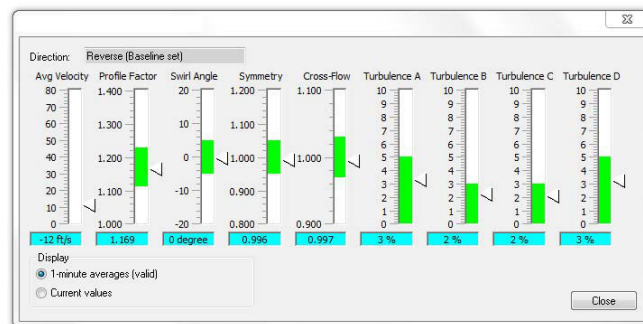 Direction: Reverse (Baseline set)
Avg Velocity Profile Factor Swirl Angle Symmetry Cross-Flow Turbulence A Turbulence B Turbulence C Turbulence D
80 1.400 20 1.200 1.100 10 10 10 10
70 9 9 9 9
60 1.300 10 1.100 8 8 8 8
50 7 7 7 7
40 1.200 0 1.000 1.000 6 6 6 6
5 5 5 5
30 4 4 4 4
20 1.100 -10 0.900 3 3 3 3
10 2 2 2 2
1 1 1 1
0 1.000 -20 0.800 0.900 0 0 0 0
-12 ft/s 1.169 0 degree 0.996 0.997 3 % 2 % 2 % 3 %
Display
1-minute averages (valid)
Current values
Close